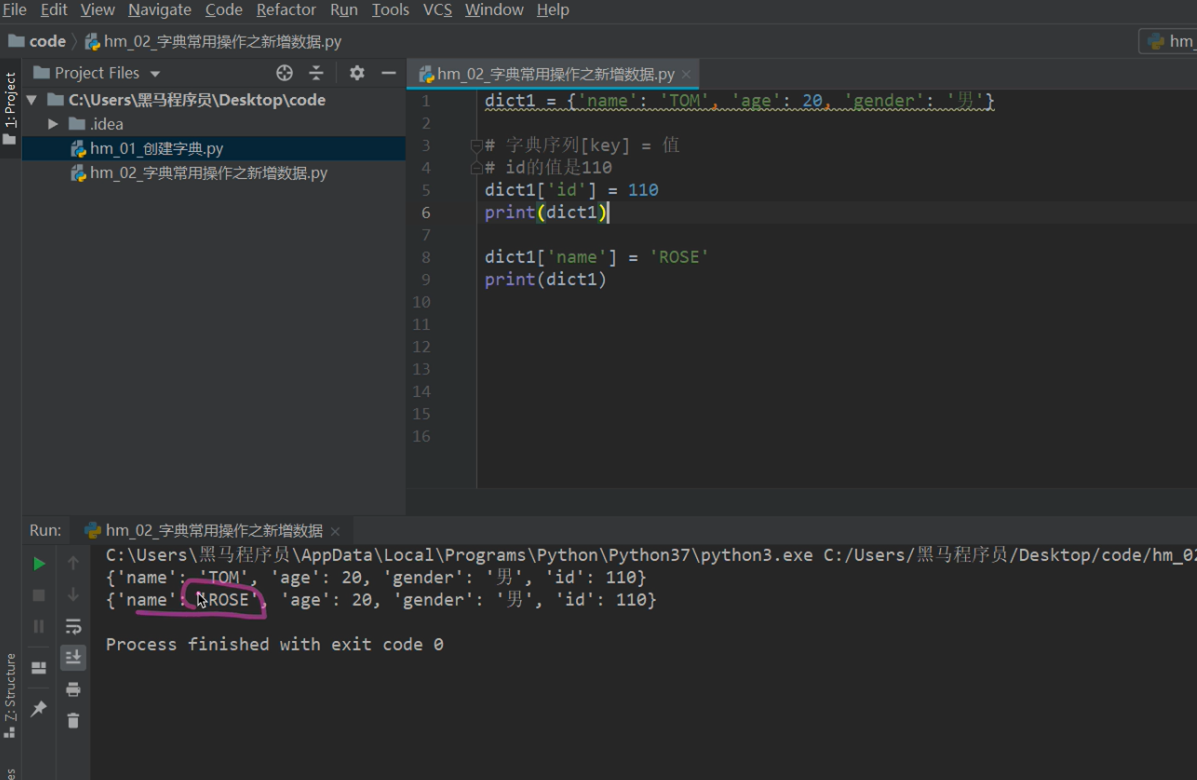 File Edit View Navigate Code Refactor Run Tools VCS Window Help
code hm_02_字典常用操作之新增数据.py hm_
1: Project
Project Files
hm_02_字典常用操作之新增数据.py
C:\Users\黑马程序员\Desktop\code
.idea
hm_01_创建字典.py
hm_02_字典常用操作之新增数据.py
1 dict1 = {'name': 'TOM', 'age': 20, 'gender': '男'}
2
3 # 字典序列[key] = 值
4 # id的值是110
5 dict1['id'] = 110
6 print(dict1)
7
8 dict1['name'] = 'ROSE'
9 print(dict1)
10
11
12
13
14
15
16
Run: hm_02_字典常用操作之新增数据
C:\Users\黑马程序员\AppData\Local\Programs\Python\Python37\python3.exe C:/Users/黑马程序员/Desktop/code/hm_02
{'name': 'TOM', 'age': 20, 'gender': '男', 'id': 110}
{'name': 'ROSE', 'age': 20, 'gender': '男', 'id': 110}
Process finished with exit code 0
Z: Structure